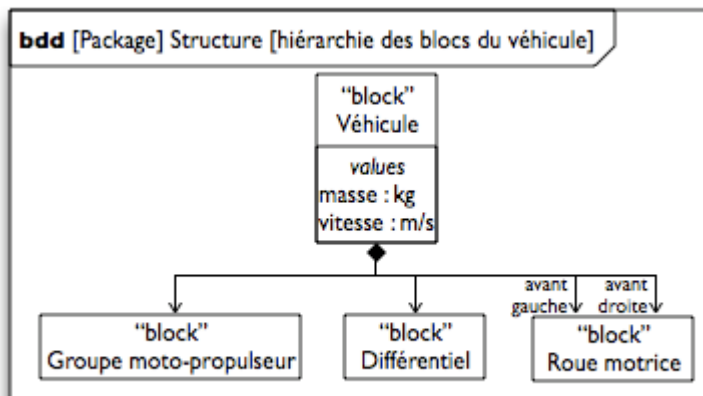 bdd [Package] Structure [hiérarchie des blocs du véhicule]
“block”
Véhicule
values
masse : kg
vitesse : m/s
avant
gauche
avant
droite
“block”
Groupe moto-propulseur
“block”
Différentiel
“block”
Roue motrice